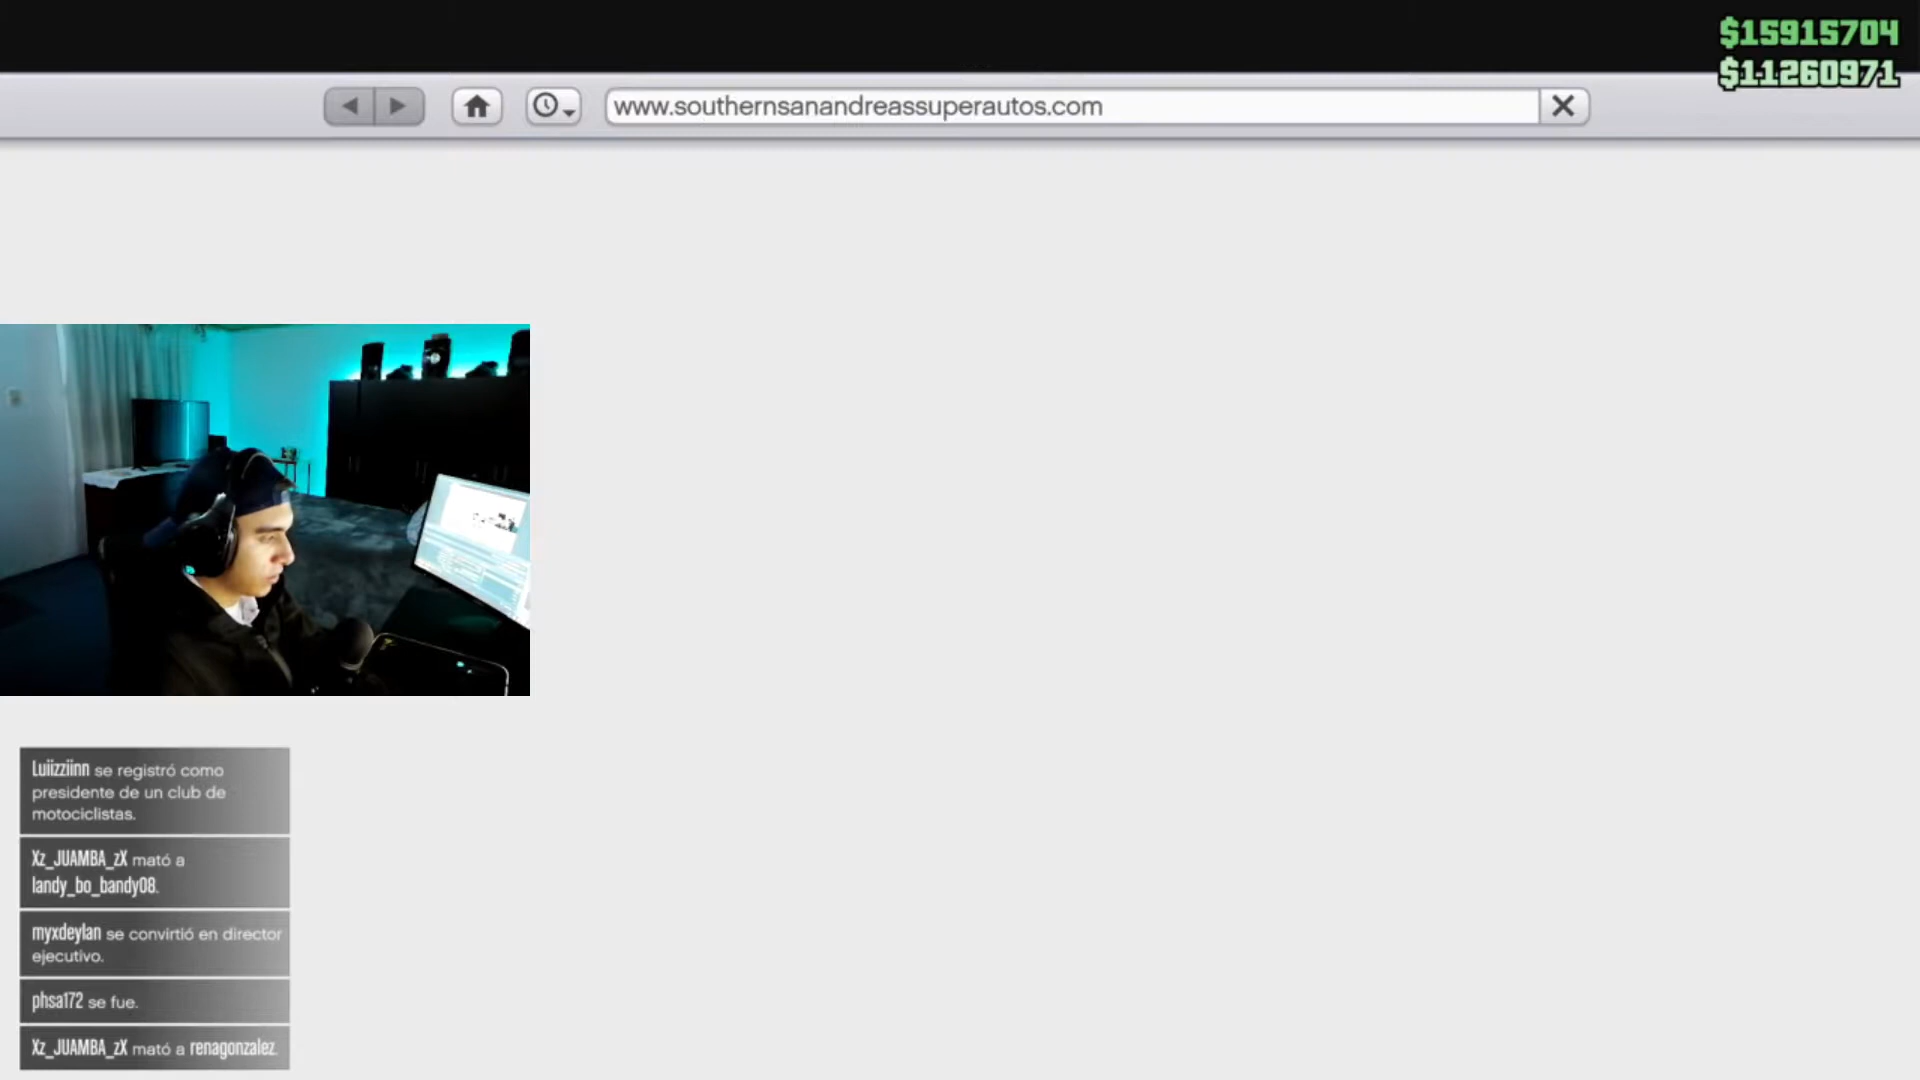 $15915704
$11260971
www.southernsanandreassuperautos.com
Luiizziinn se registró como
presidente de un club de
motociclistas.
Xz_JUAMBA_zX mató a
landy_bo_bandy08.
myxdeylan se convirtió en director
ejecutivo.
phsa172 se fue.
Xz_JUAMBA_zX mató a renagonzalez.